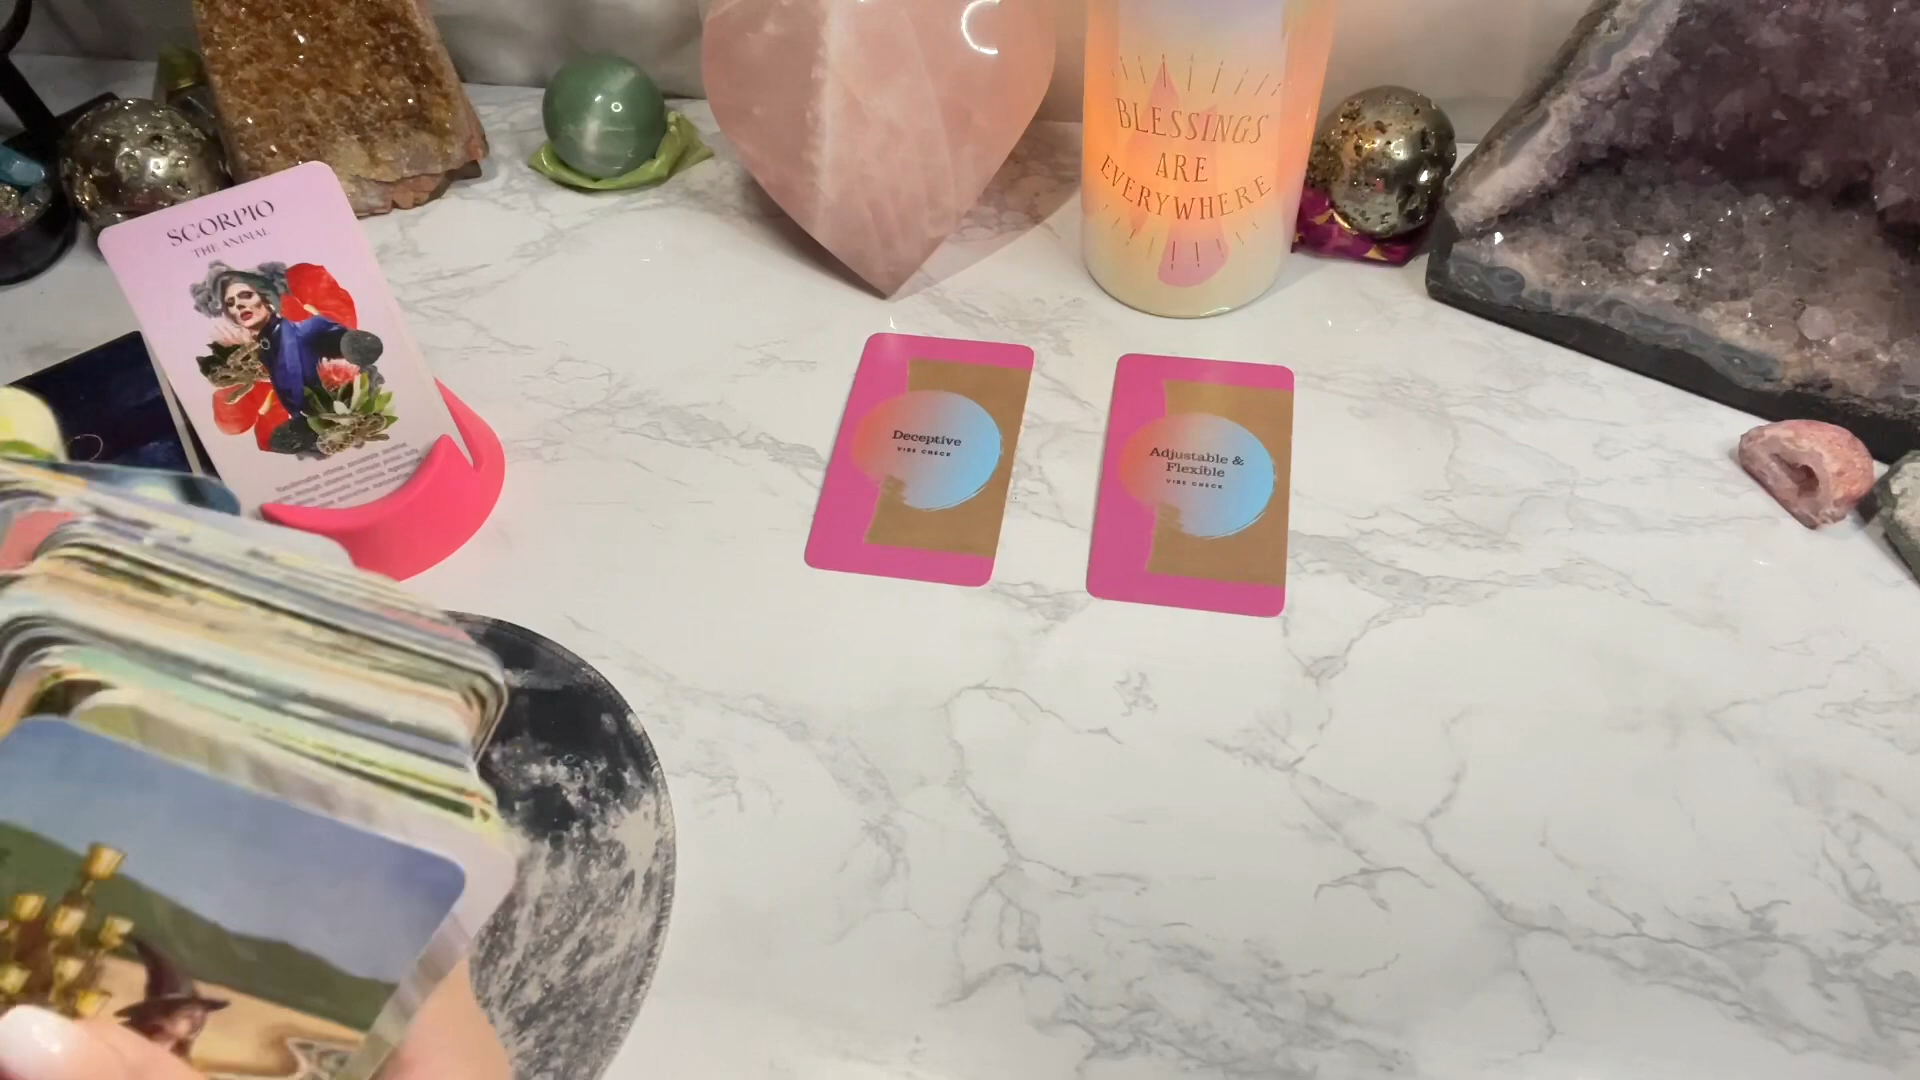 SCORPIO
THE ANIMAL
BLESSINGS
ARE
EVERYWHERE
Deceptive
VIBE CHECK
Adjustable &
Flexible
VIBE CHECK